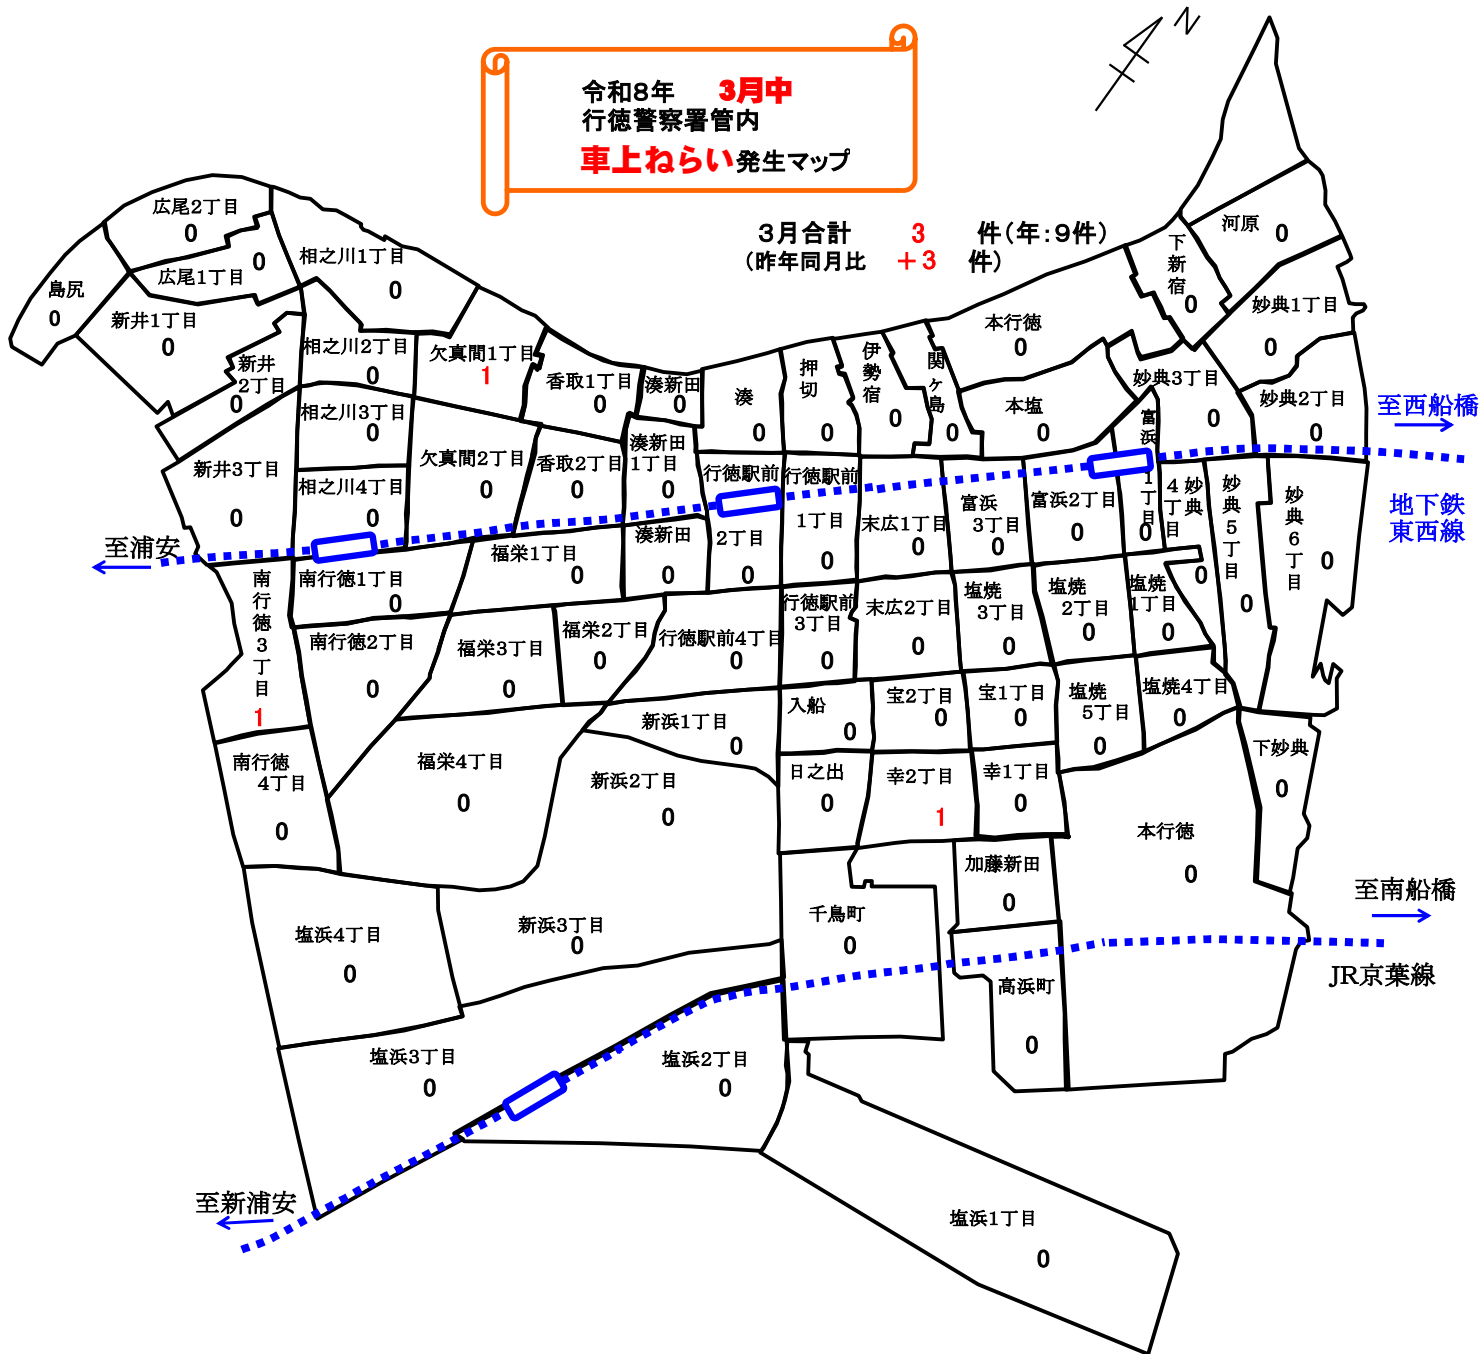 N
令和8年 3月中
行徳警察署管内
車上ねらい発生マップ
3月合計 3 件(年:9件)
(昨年同月比 +3 件)
広尾2丁目
0
広尾1丁目
0
島尻
0
相之川1丁目
0
新井1丁目
0
新井
2丁目
0
相之川2丁目
0
欠真間1丁目
1
香取1丁目
0
湊新田
0
湊
0
押切
0
伊勢宿
0
関ヶ島
0
本行徳
0
本塩
0
下新宿
0
河原
0
妙典1丁目
0
妙典2丁目
0
妙典3丁目
0
至西船橋
地下鉄
東西線
新井3丁目
0
相之川3丁目
0
相之川4丁目
0
欠真間2丁目
0
香取2丁目
0
湊新田
1丁目
0
湊新田
0
行徳駅前
2丁目
0
行徳駅前
1丁目
0
末広1丁目
0
富浜
3丁目
0
富浜2丁目
0
富浜1丁目
0
妙典
4丁目
0
妙典5丁目
0
妙典6丁目
0
至浦安
南行徳3丁目
1
南行徳1丁目
0
福栄1丁目
0
南行徳2丁目
0
福栄3丁目
0
福栄2丁目
0
行徳駅前4丁目
0
行徳駅前
3丁目
0
末広2丁目
0
塩焼
3丁目
0
塩焼
2丁目
0
塩焼
1丁目
0
南行徳
4丁目
0
福栄4丁目
0
新浜1丁目
0
新浜2丁目
0
入船
0
宝2丁目
0
宝1丁目
0
塩焼
5丁目
0
塩焼4丁目
0
下妙典
0
日之出
0
幸2丁目
1
幸1丁目
0
本行徳
0
加藤新田
0
千鳥町
0
高浜町
0
至南船橋
JR京葉線
塩浜4丁目
0
新浜3丁目
0
塩浜3丁目
0
塩浜2丁目
0
至新浦安
塩浜1丁目
0